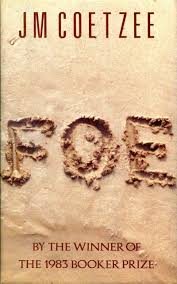 JM COETZEE
FOE
BY THE WINNER OF
THE 1983 BOOKER PRIZE